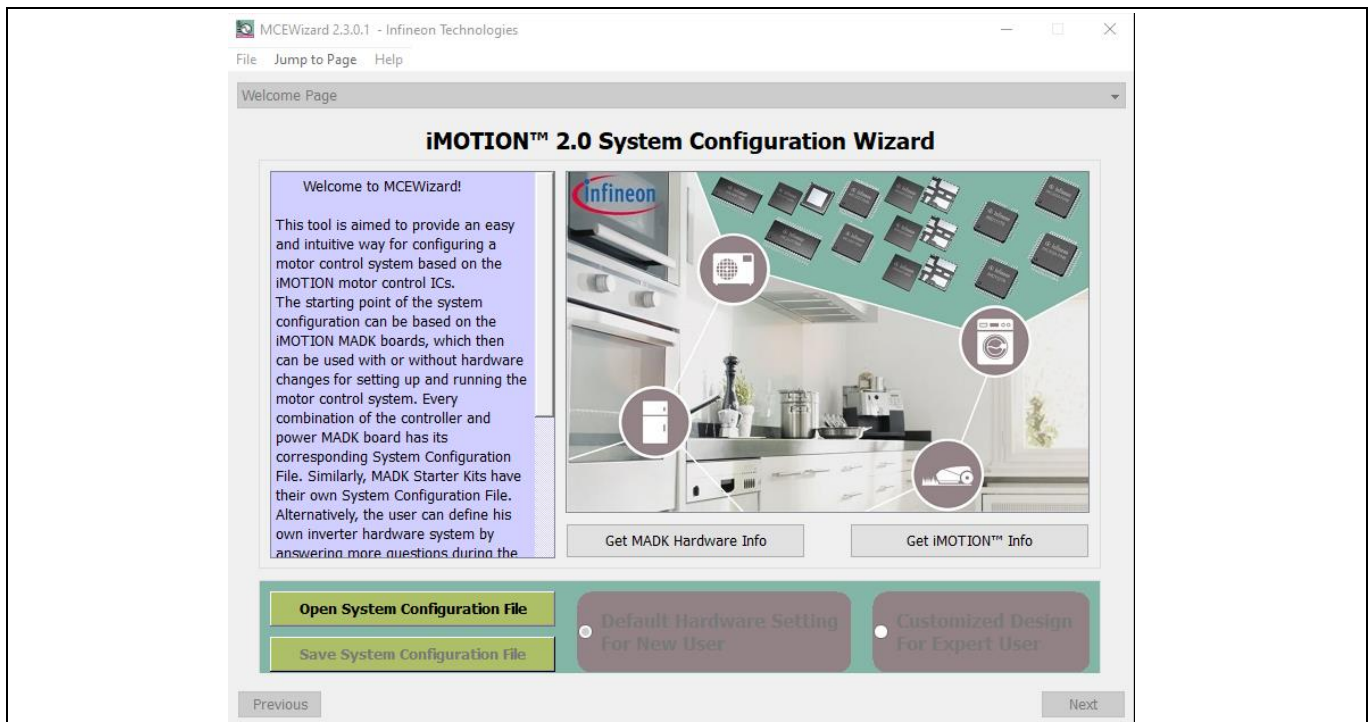 MCEWizard 2.3.0.1 - Infineon Technologies
File Jump to Page Help
Welcome Page
iMOTION™ 2.0 System Configuration Wizard
Welcome to MCEWizard!
This tool is aimed to provide an easy
and intuitive way for configuring a
motor control system based on the
iMOTION motor control ICs.
The starting point of the system
configuration can be based on the
iMOTION MADK boards, which then
can be used with or without hardware
changes for setting up and running the
motor control system. Every
combination of the controller and
power MADK board has its
corresponding System Configuration
File. Similarly, MADK Starter Kits have
their own System Configuration File.
Alternatively, the user can define his
own inverter hardware system by
answering more questions during the
infineon
Get MADK Hardware Info
Get iMOTION™ Info
Open System Configuration File
Save System Configuration File
Default Hardware Setting
For New User
Customized Design
For Expert User
Previous
Next